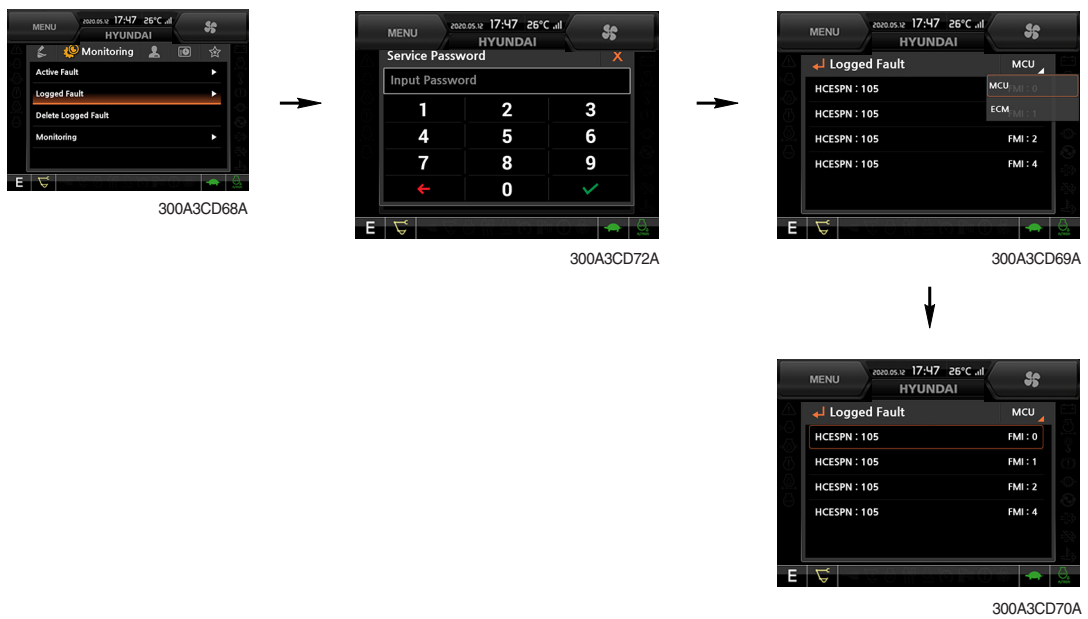 MENU
2020.05.12 17:47 26°C
HYUNDAI
Monitoring
Active Fault
Logged Fault
Delete Logged Fault
Monitoring
E
300A3CD68A
MENU
2020.05.12 17:47 26°C
HYUNDAI
Service Password X
Input Password
1 2 3
4 5 6
7 8 9
0
E
300A3CD72A
MENU
2020.05.12 17:47 26°C
HYUNDAI
Logged Fault MCU
HCESPN : 105 FMI : 0
MCU
HCESPN : 105 FMI : 1
ECM
HCESPN : 105 FMI : 2
HCESPN : 105 FMI : 4
E
300A3CD69A
MENU
2020.05.12 17:47 26°C
HYUNDAI
Logged Fault MCU
HCESPN : 105 FMI : 0
HCESPN : 105 FMI : 1
HCESPN : 105 FMI : 2
HCESPN : 105 FMI : 4
E
300A3CD70A